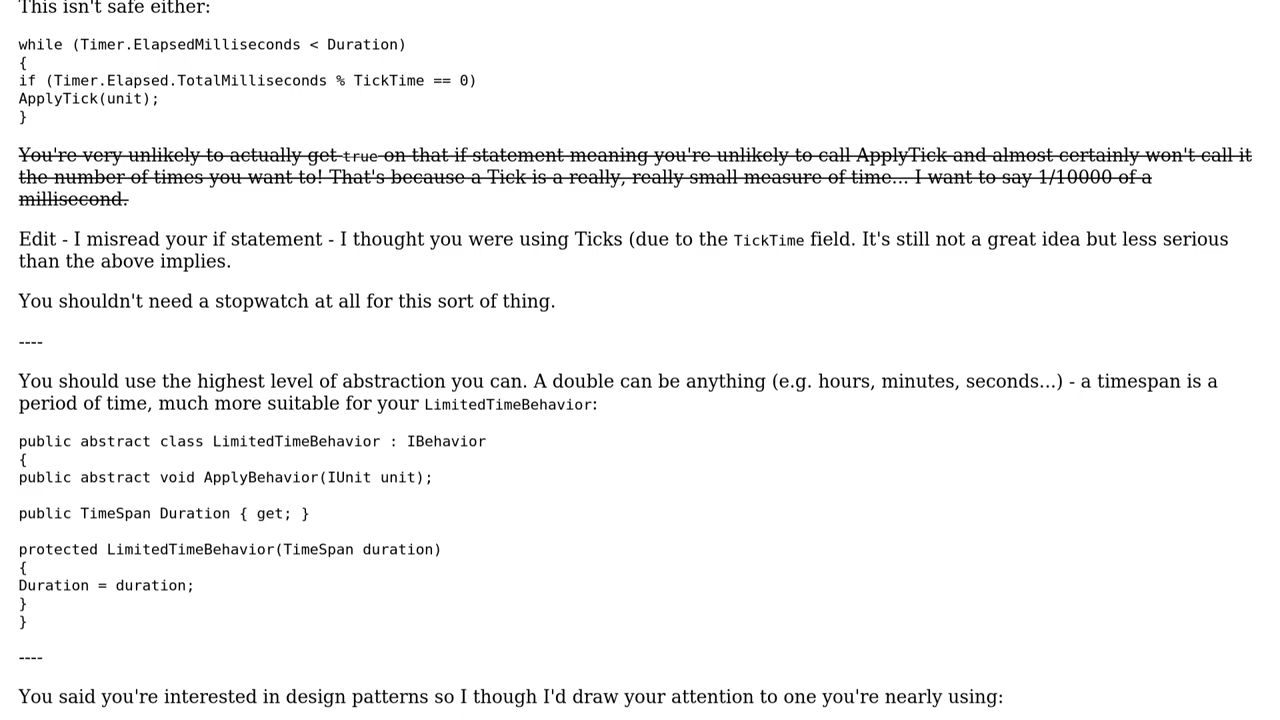 This isn't safe either:
while (Timer.ElapsedMilliseconds < Duration)
{
if (Timer.Elapsed.TotalMilliseconds % TickTime == 0)
ApplyTick(unit);
}
You're very unlikely to actually get true on that if statement meaning you're unlikely to call ApplyTick and almost certainly won't call it
the number of times you want to! That's because a Tick is a really, really small measure of time... I want to say 1/10000 of a
millisecond.
Edit - I misread your if statement - I thought you were using Ticks (due to the TickTime field. It's still not a great idea but less serious
than the above implies.
You shouldn't need a stopwatch at all for this sort of thing.
----
You should use the highest level of abstraction you can. A double can be anything (e.g. hours, minutes, seconds...) - a timespan is a
period of time, much more suitable for your LimitedTimeBehavior:
public abstract class LimitedTimeBehavior : IBehavior
{
public abstract void ApplyBehavior(IUnit unit);
public TimeSpan Duration { get; }
protected LimitedTimeBehavior(TimeSpan duration)
{
Duration = duration;
}
}
----
You said you're interested in design patterns so I though I'd draw your attention to one you're nearly using: